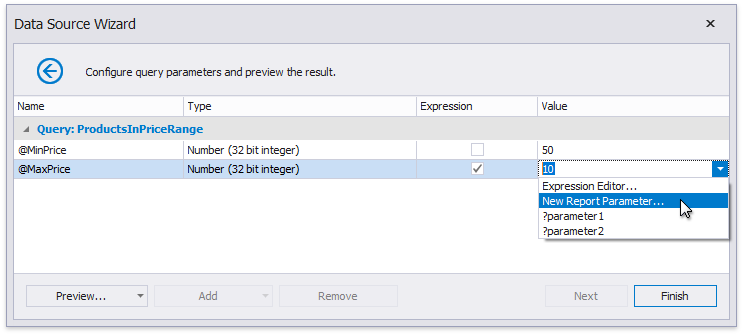 Data Source Wizard
Configure query parameters and preview the result.
Name Type Expression Value
Query: ProductsInPriceRange
@MinPrice Number (32 bit integer) 50
@MaxPrice Number (32 bit integer) 10
Expression Editor...
New Report Parameter...
?parameter1
?parameter2
Preview... Add Remove Next Finish